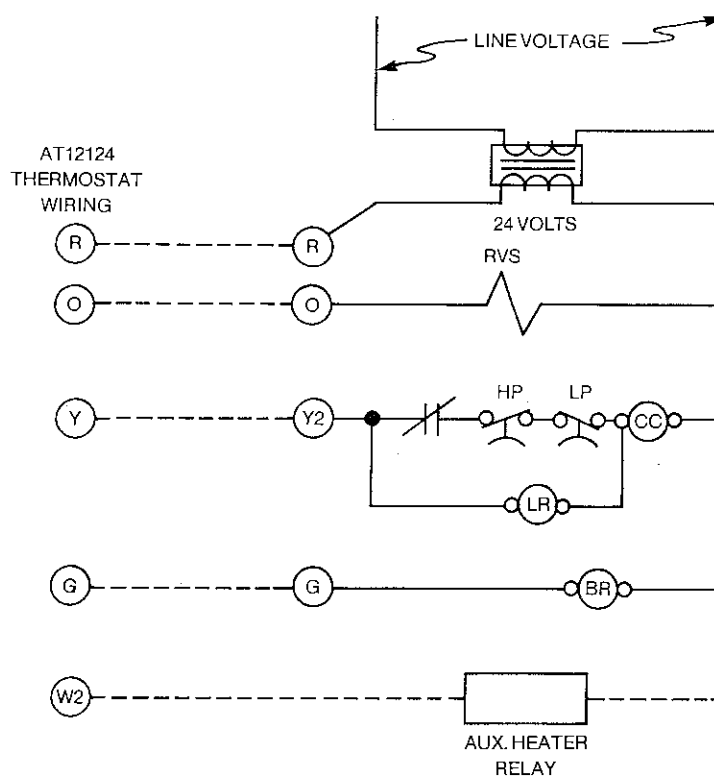 LINE VOLTAGE
AT12124
THERMOSTAT
WIRING
24 VOLTS
R
R
RVS
O
O
HP
LP
Y
Y2
CC
LR
G
G
BR
W2
AUX. HEATER
RELAY